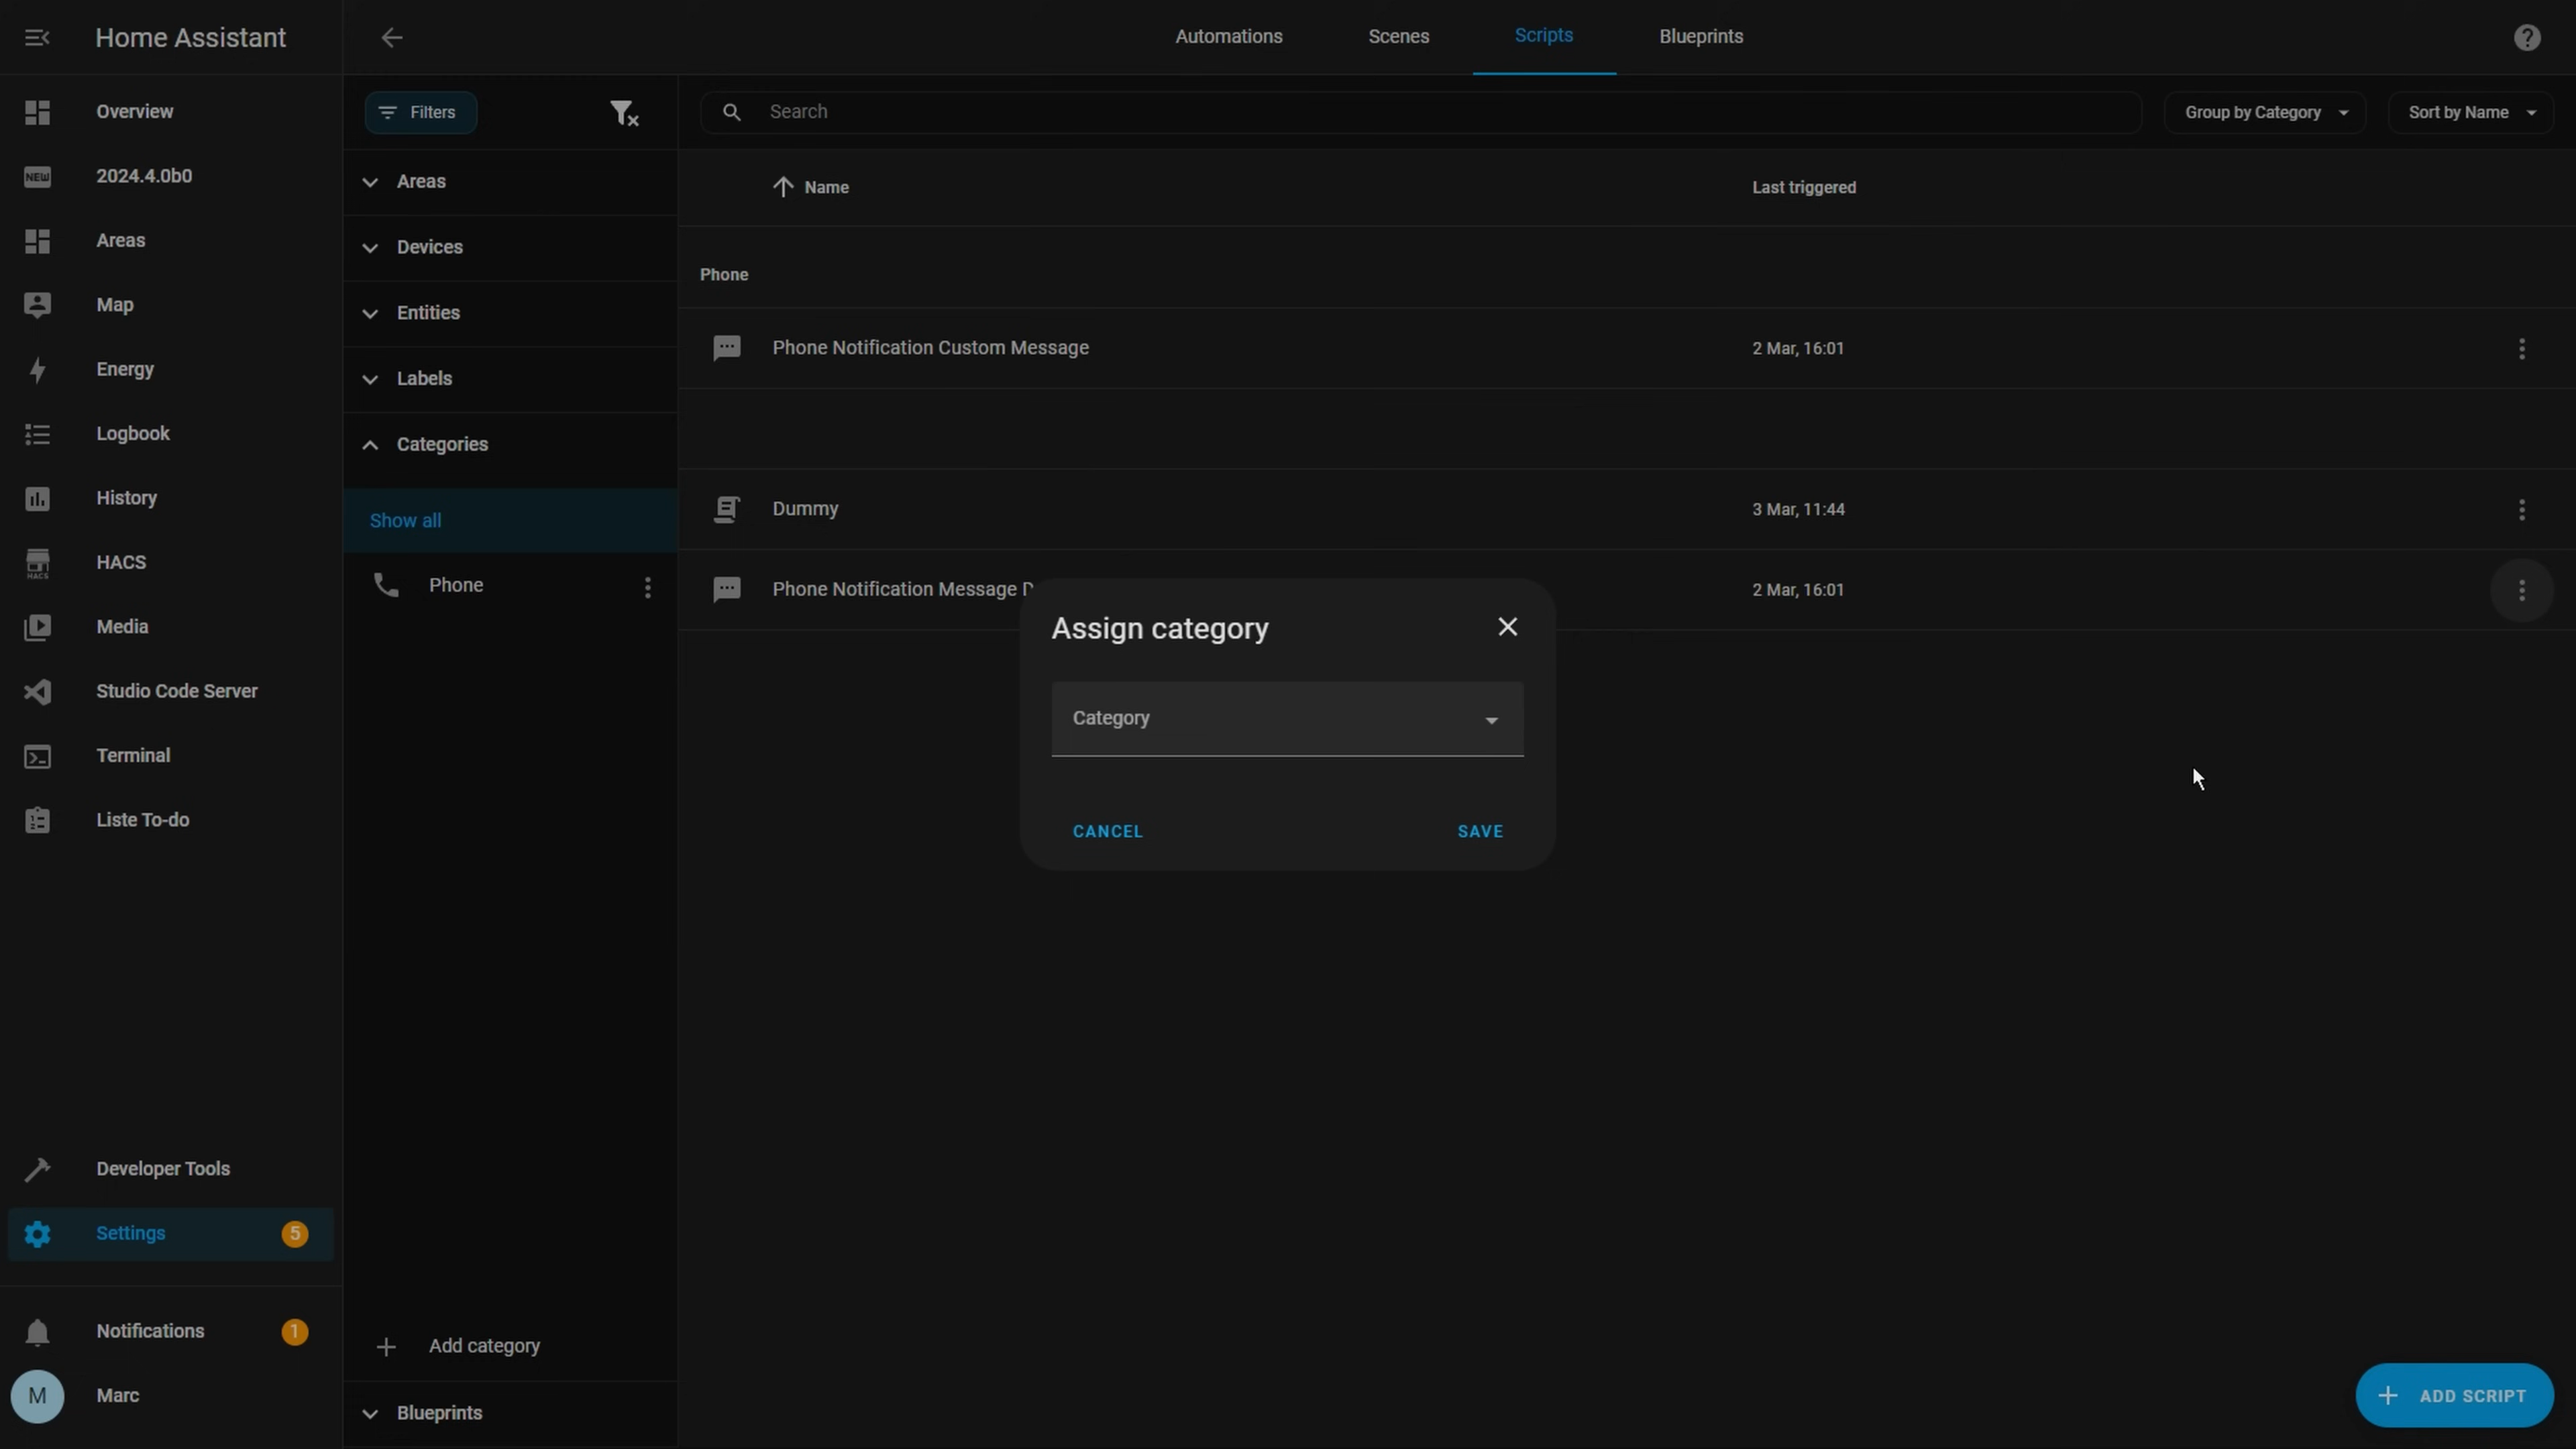 Home Assistant
Automations
Scenes
Scripts
Blueprints
Overview
2024.4.0b0
Areas
Map
Energy
Logbook
History
HACS
Media
Studio Code Server
Terminal
Liste To-do
Developer Tools
Settings 5
Notifications 1
M Marc
Filters
Areas
Devices
Entities
Labels
Categories
Show all
Phone
Add category
Blueprints
Search
Group by Category
Sort by Name
Name Last triggered
Phone
Phone Notification Custom Message 2 Mar, 16:01
Dummy 3 Mar, 11:44
Phone Notification Message 2 Mar, 16:01
Assign category
Category
CANCEL SAVE
ADD SCRIPT